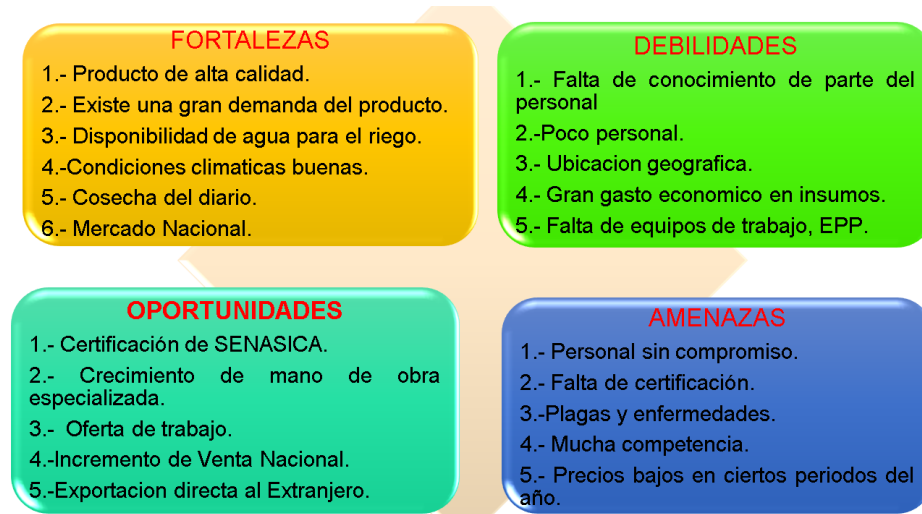 FORTALEZAS
1.- Producto de alta calidad.
2.- Existe una gran demanda del producto.
3.- Disponibilidad de agua para el riego.
4.-Condiciones climaticas buenas.
5.- Cosecha del diario.
6.- Mercado Nacional.
DEBILIDADES
1.- Falta de conocimiento de parte del
personal
2.-Poco personal.
3.- Ubicacion geografica.
4.- Gran gasto economico en insumos.
5.- Falta de equipos de trabajo, EPP.
OPORTUNIDADES
1.- Certificación de SENASICA.
2.- Crecimiento de mano de obra
especializada.
3.- Oferta de trabajo.
4.-Incremento de Venta Nacional.
5.-Exportacion directa al Extranjero.
AMENAZAS
1.- Personal sin compromiso.
2.- Falta de certificación.
3.-Plagas y enfermedades.
4.- Mucha competencia.
5.- Precios bajos en ciertos periodos del
año.